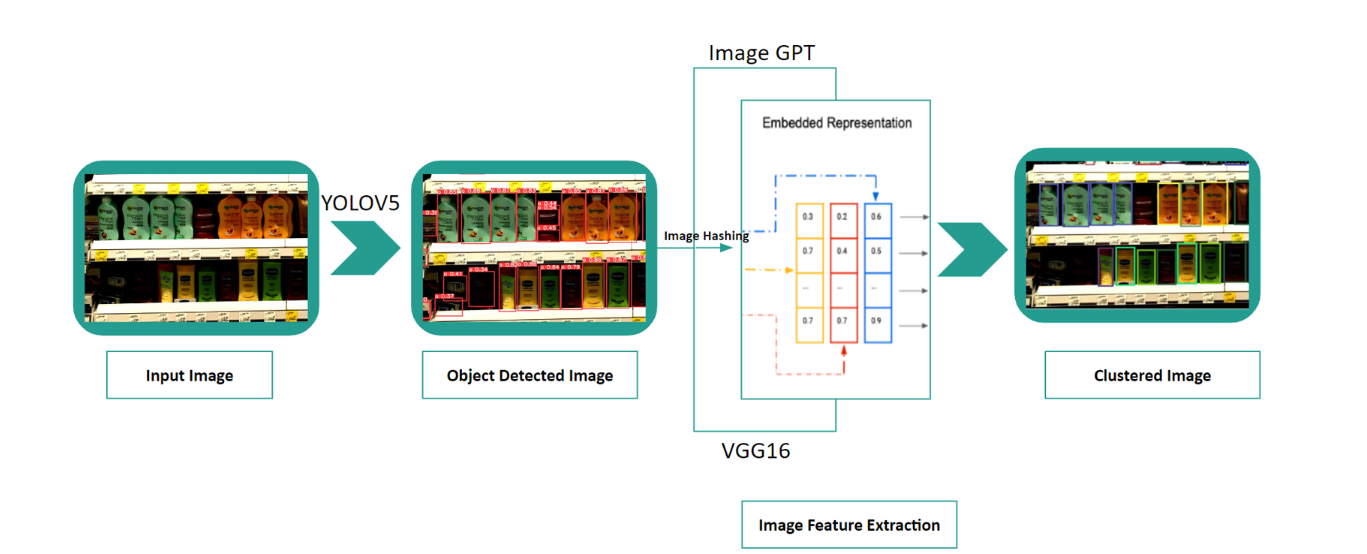 Image GPT
Embedded Representation
YOLOV5
Image Hashing
0.3
0.2
0.6
0.7
0.4
0.5
...
...
...
0.7
0.7
0.9
Input Image
Object Detected Image
Clustered Image
VGG16
Image Feature Extraction